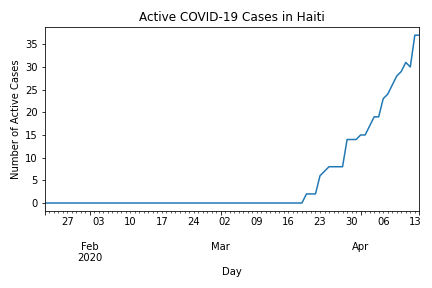 Active COVID-19 Cases in Haiti
Number of Active Cases
35
30
25
20
15
10
5
0
27 03 10 17 24 02 09 16 23 30 06 13
Feb Mar Apr
2020
Day